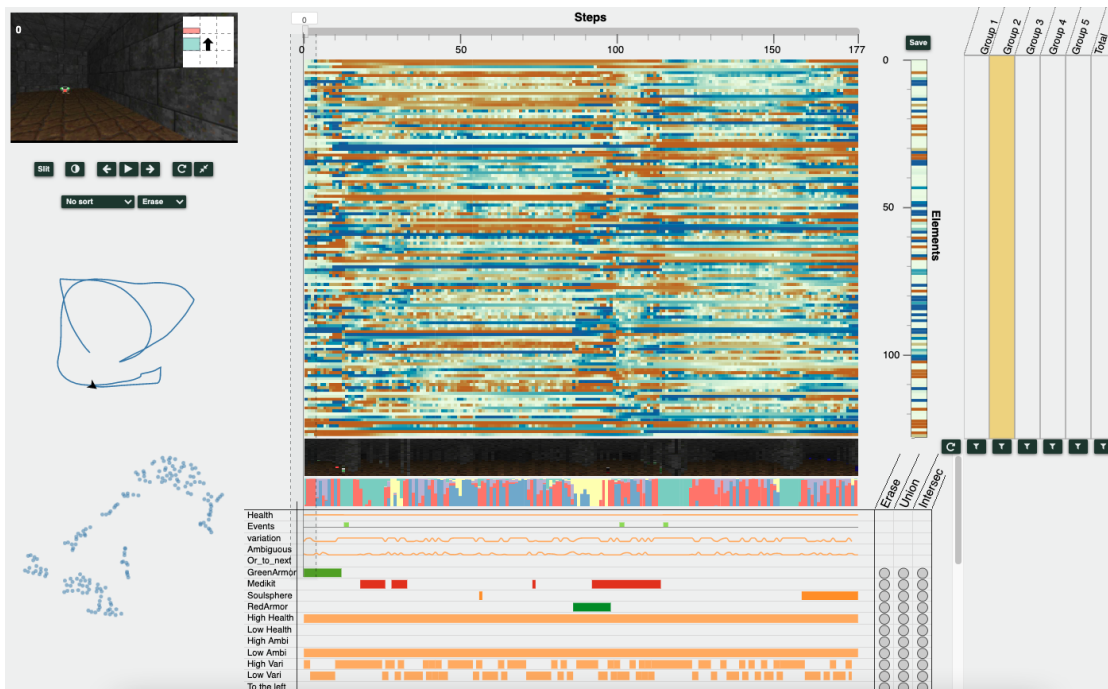 0
0
Steps
0 50 100 150 177
Save
Group 1
Group 2
Group 3
Group 4
Group 5
Total
0
50
100
Elements
Slit
No sort
Erase
Erase
Union
Intersec
Health
Events
variation
Ambiguous
Or_to_next
GreenArmor
Medikit
Soulsphere
RedArmor
High Health
Low Health
High Ambi
Low Ambi
High Vari
Low Vari
To the left